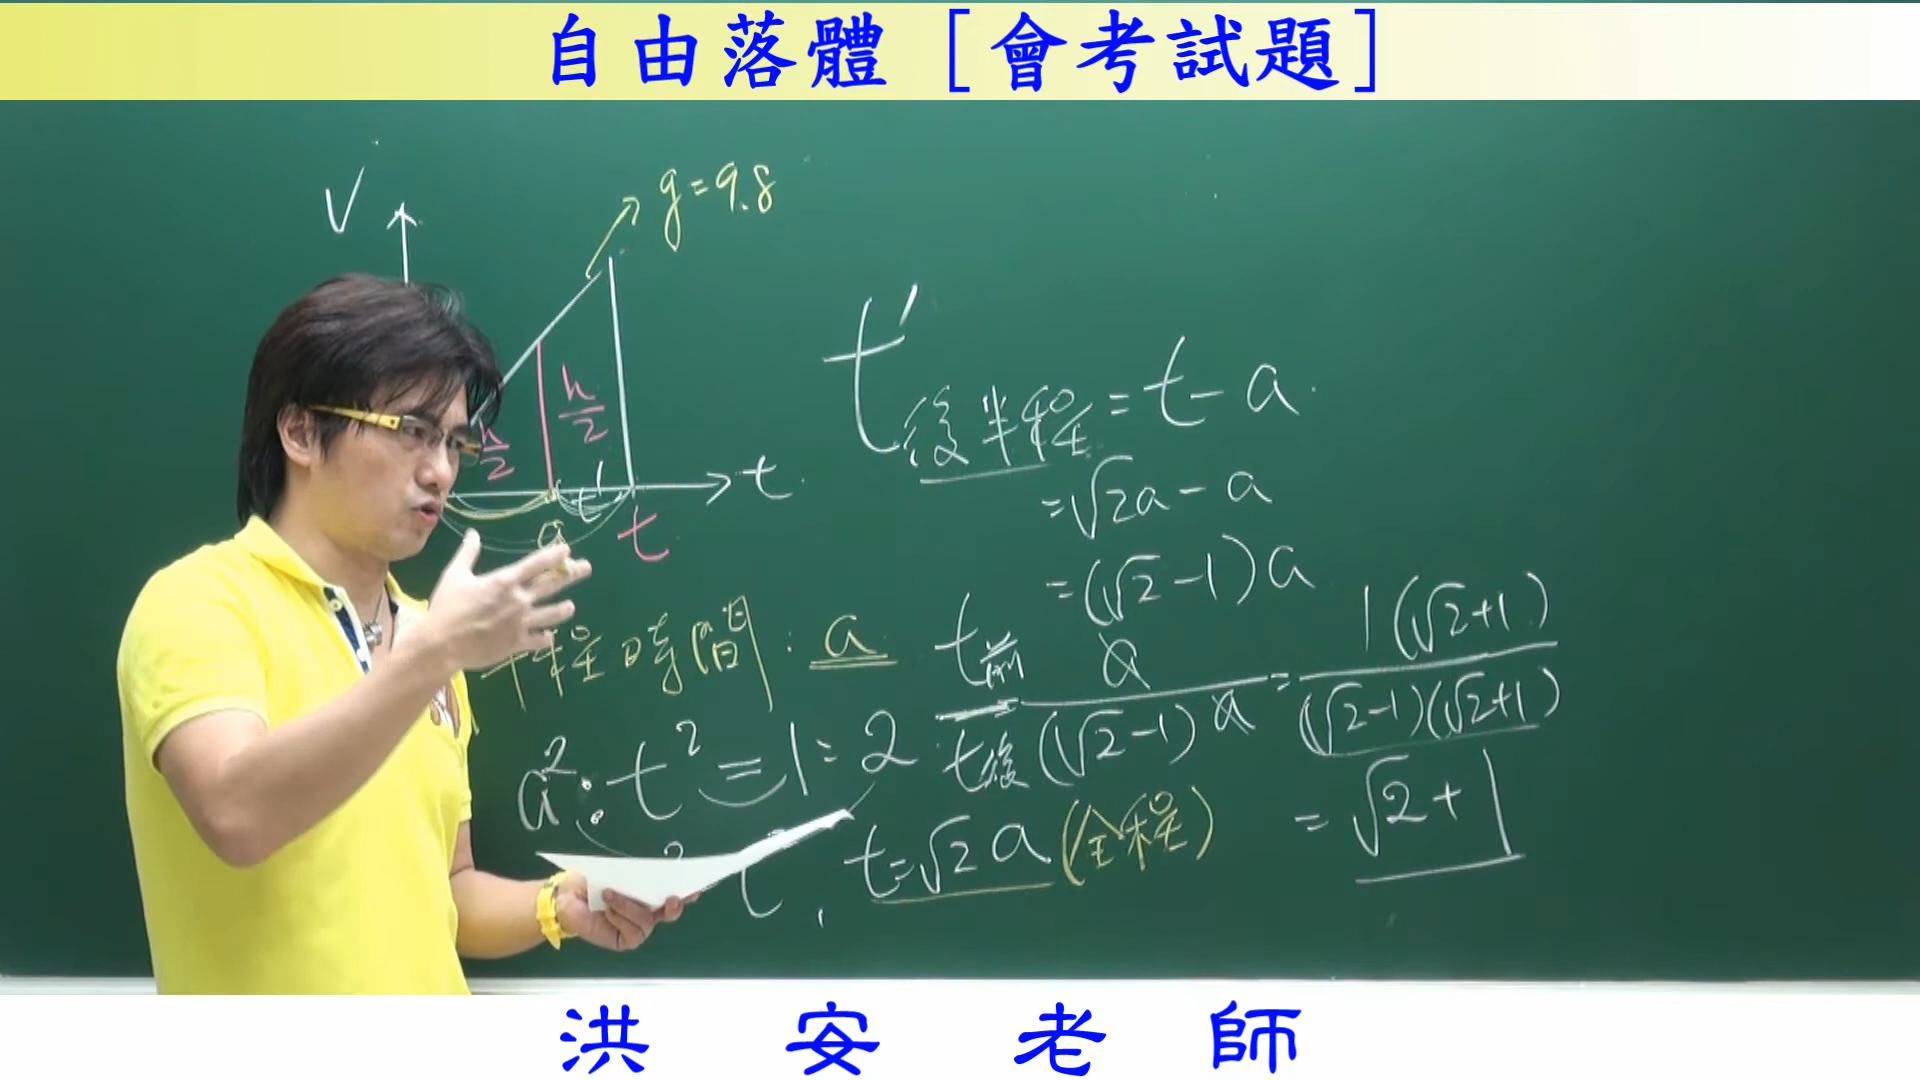 自由落體［會考試題］
V
g=9.8
h/2
h/2
t'
t
a
t
t'後半程=t-a
=√2a-a
=(√2-1)a
半程時間:a
t前/t後 a/(√2-1)a = 1(√2+1)/(√2-1)(√2+1)
=√2+1
a²:t²=1:2
t=√2a(全程)
洪安老師